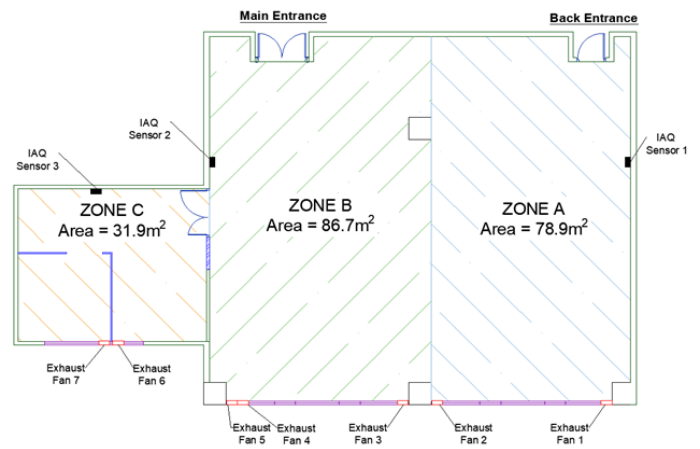 Main Entrance
Back Entrance
IAQ
Sensor 2
IAQ
Sensor 1
IAQ
Sensor 3
ZONE C
Area = 31.9m²
ZONE B
Area = 86.7m²
ZONE A
Area = 78.9m²
Exhaust
Fan 7
Exhaust
Fan 6
Exhaust
Fan 5
Exhaust
Fan 4
Exhaust
Fan 3
Exhaust
Fan 2
Exhaust
Fan 1